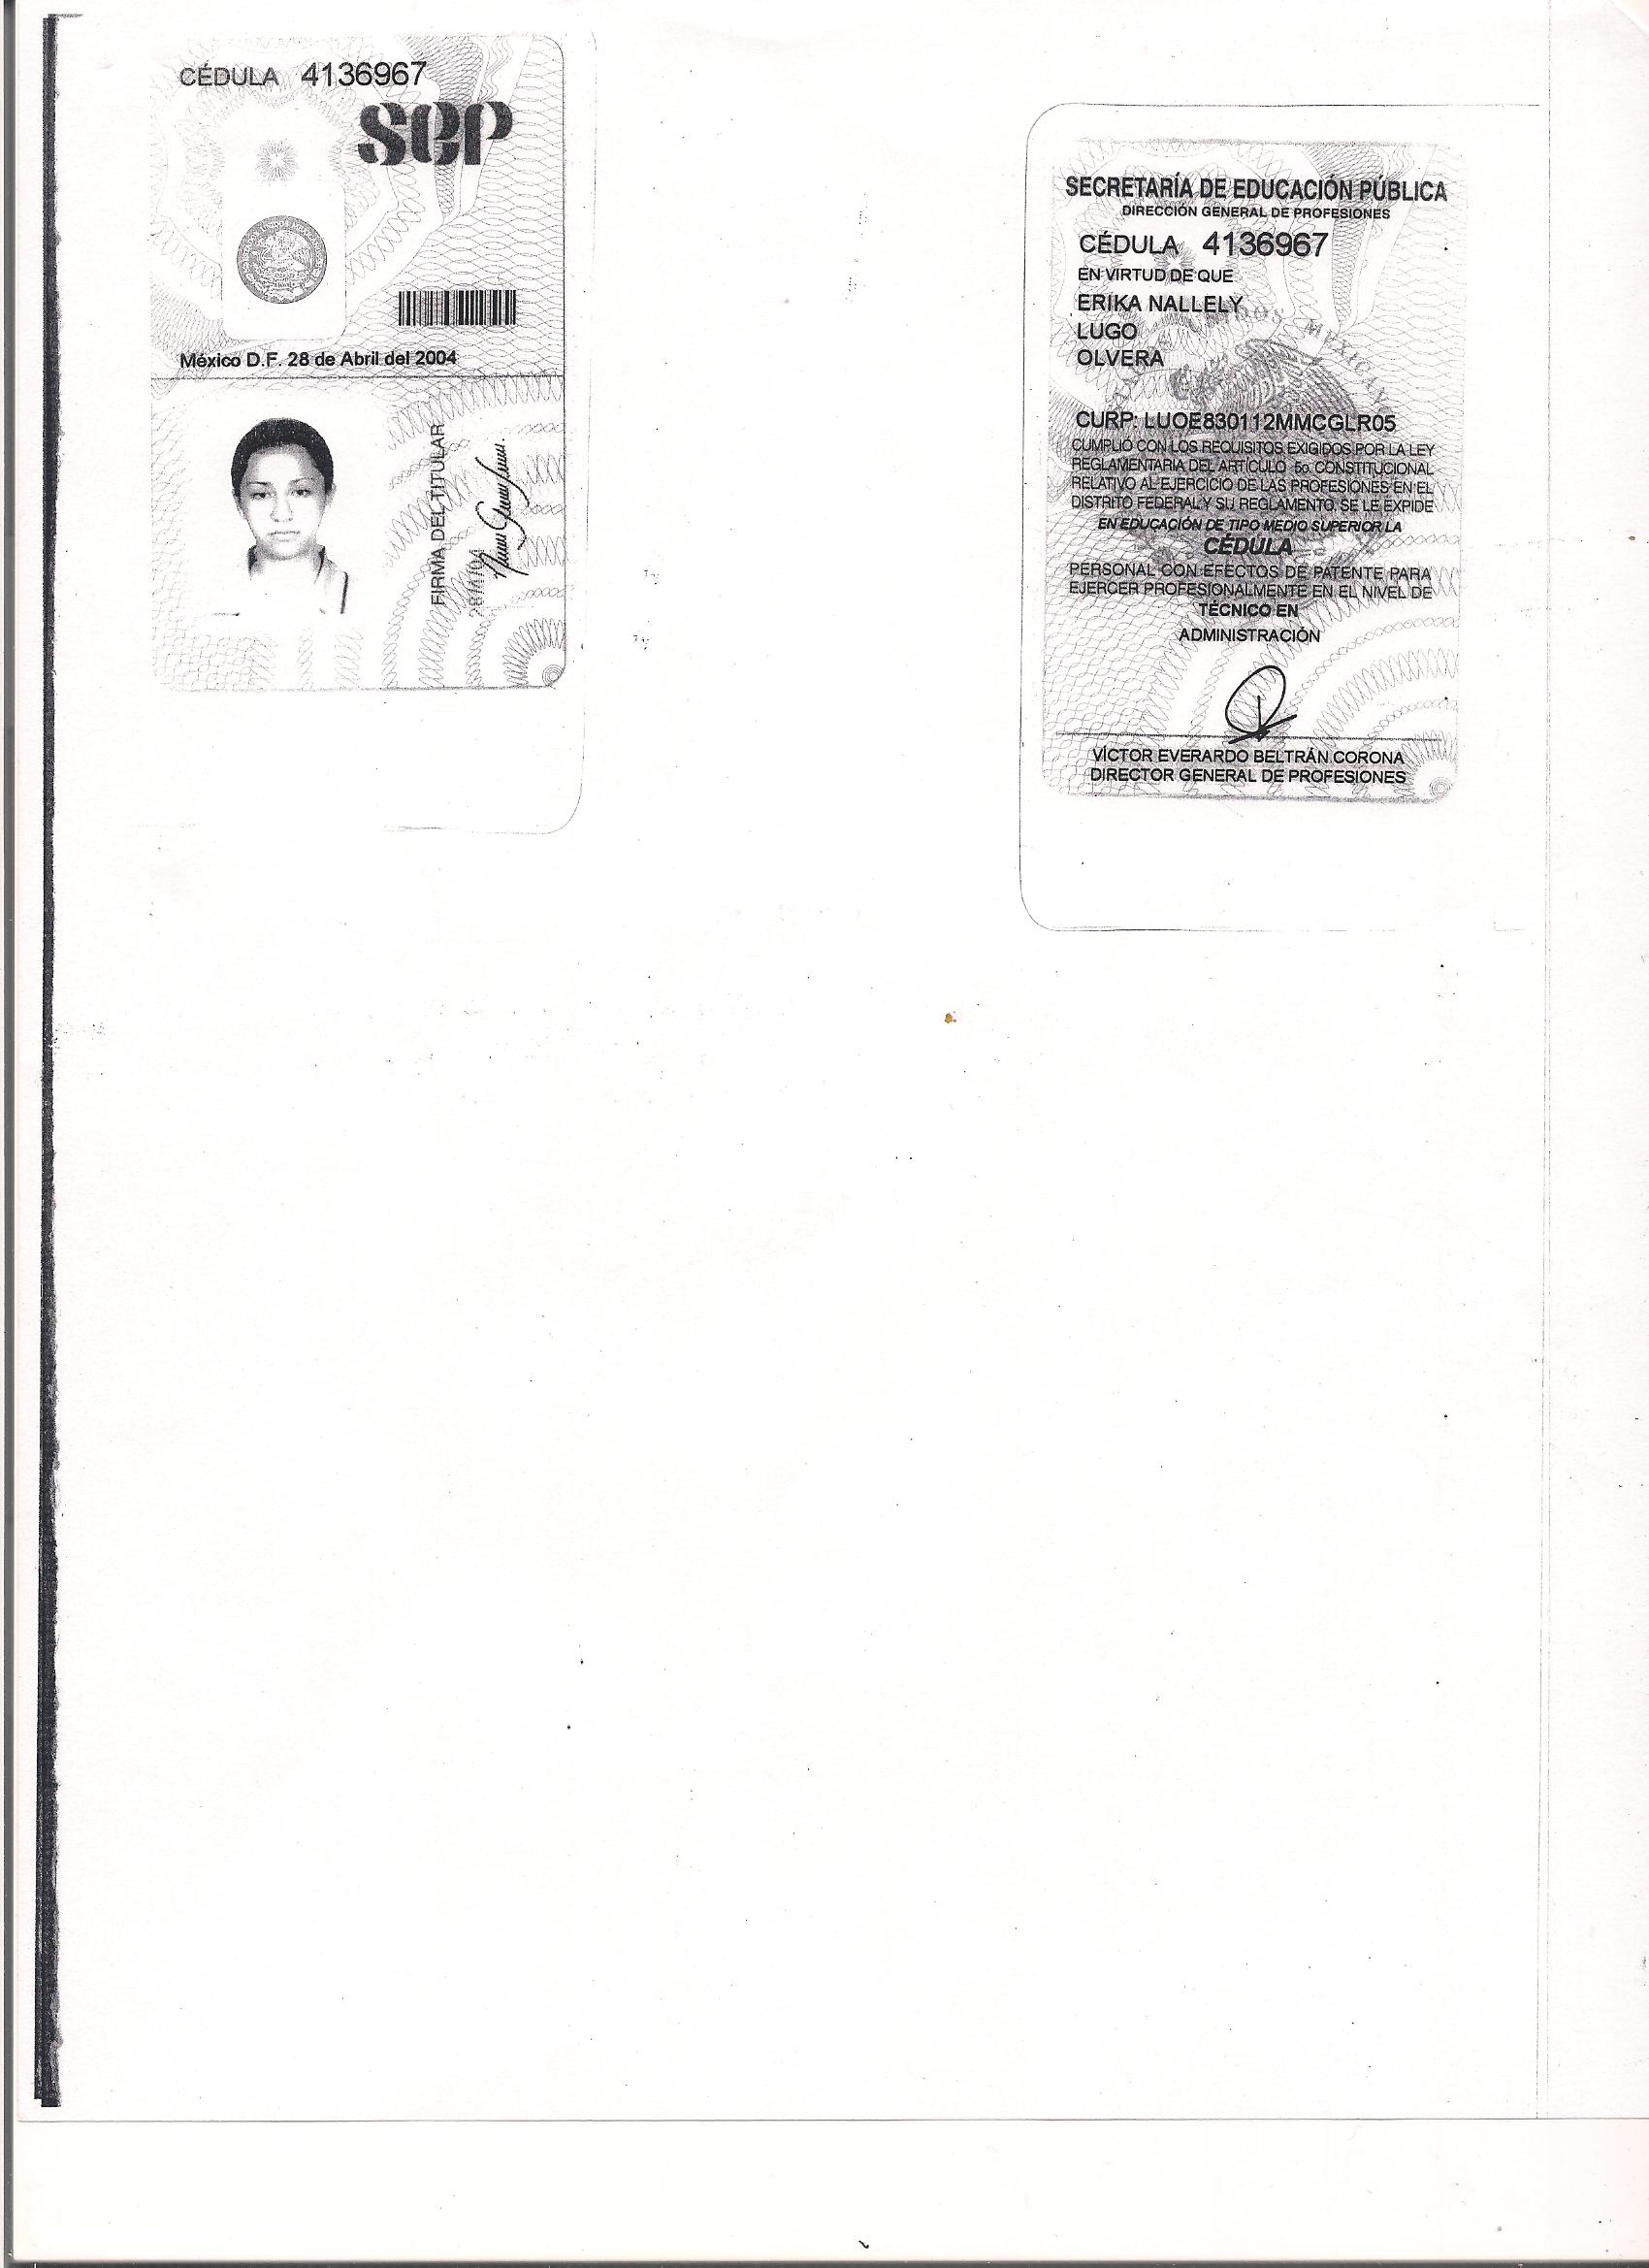 CÉDULA 4136967
SEP
México D.F. 28 de Abril del 2004
FIRMA DEL TITULAR
SECRETARÍA DE EDUCACIÓN PÚBLICA
DIRECCIÓN GENERAL DE PROFESIONES
CÉDULA 4136967
EN VIRTUD DE QUE
ERIKA NALLELY
LUGO
OLVERA
CURP: LUOE830112MMCGLR05
CUMPLIÓ CON LOS REQUISITOS EXIGIDOS POR LA LEY
REGLAMENTARIA DEL ARTÍCULO 5o. CONSTITUCIONAL
RELATIVO AL EJERCICIO DE LAS PROFESIONES EN EL
DISTRITO FEDERAL Y SU REGLAMENTO. SE LE EXPIDE
EN EDUCACIÓN DE TIPO MEDIO SUPERIOR LA
CÉDULA
PERSONAL CON EFECTOS DE PATENTE PARA
EJERCER PROFESIONALMENTE EN EL NIVEL DE
TÉCNICO EN
ADMINISTRACIÓN
VÍCTOR EVERARDO BELTRÁN CORONA
DIRECTOR GENERAL DE PROFESIONES